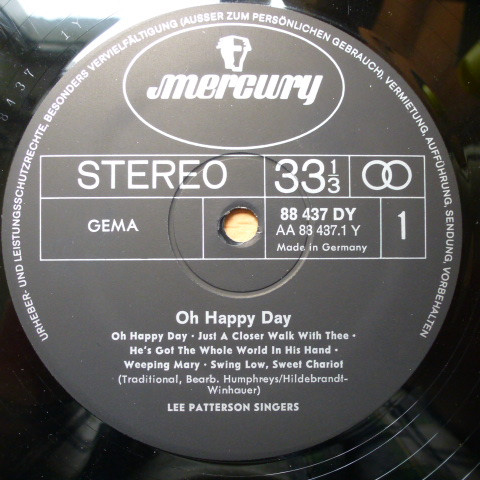 URHEBER- UND LEISTUNGSSCHUTZRECHTE, BESONDERS VERVIELFÄLTIGUNG (AUSSER ZUM PERSÖNLICHEN GEBRAUCH), VERMIETUNG, AUFFÜHRUNG, SENDUNG, VORBEHALTEN
mercury
STEREO
33 1/3
GEMA
88 437 DY
AA 88 437.1 Y
Made in Germany
1
Oh Happy Day
Oh Happy Day · Just A Closer Walk With Thee ·
He's Got The Whole World In His Hand ·
Weeping Mary · Swing Low, Sweet Chariot
(Traditional, Bearb. Humphreys/Hildebrandt-
Winhauer)
LEE PATTERSON SINGERS